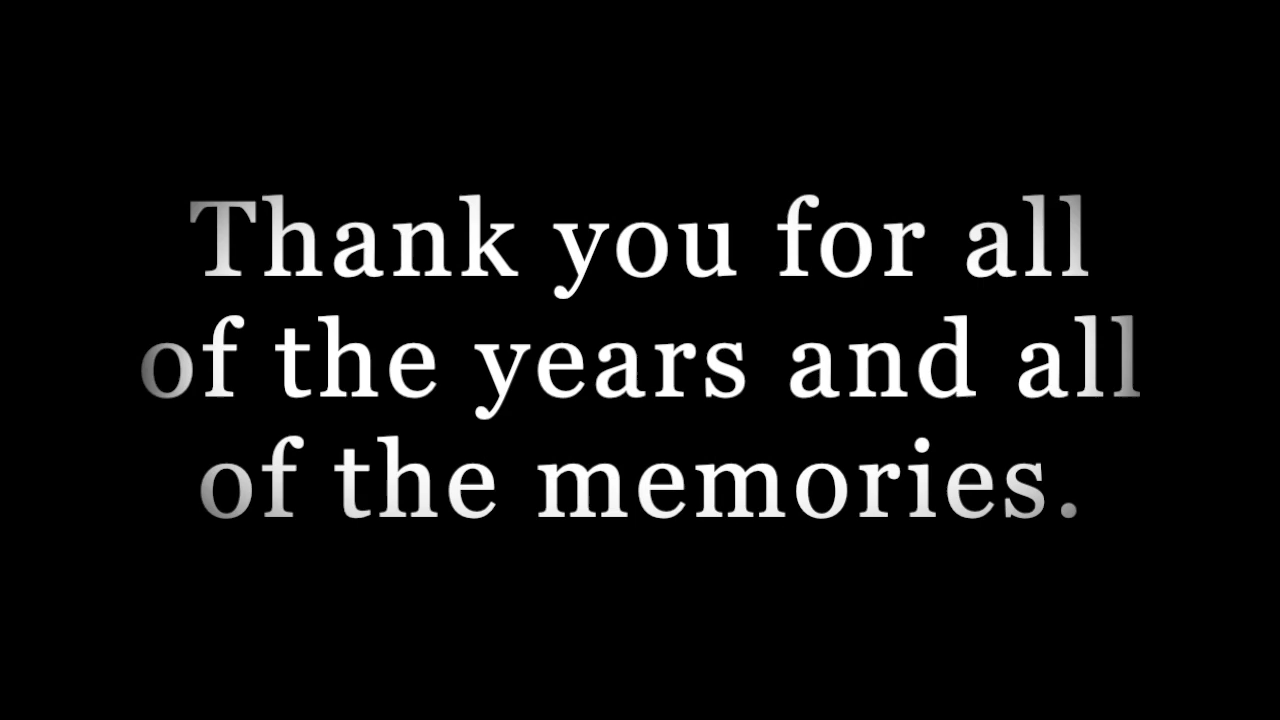 Thank you for all
of the years and all
of the memories.